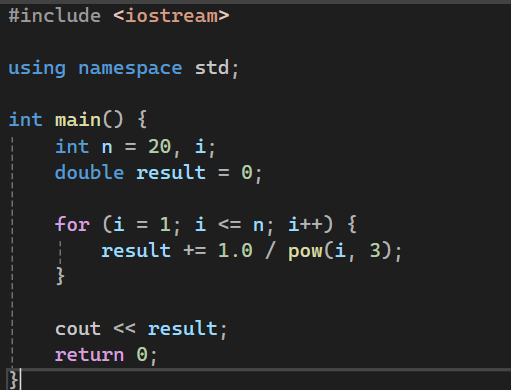 #include <iostream>
using namespace std;
int main() {
    int n = 20, i;
    double result = 0;
    for (i = 1; i <= n; i++) {
        result += 1.0 / pow(i, 3);
    }
    cout << result;
    return 0;
}